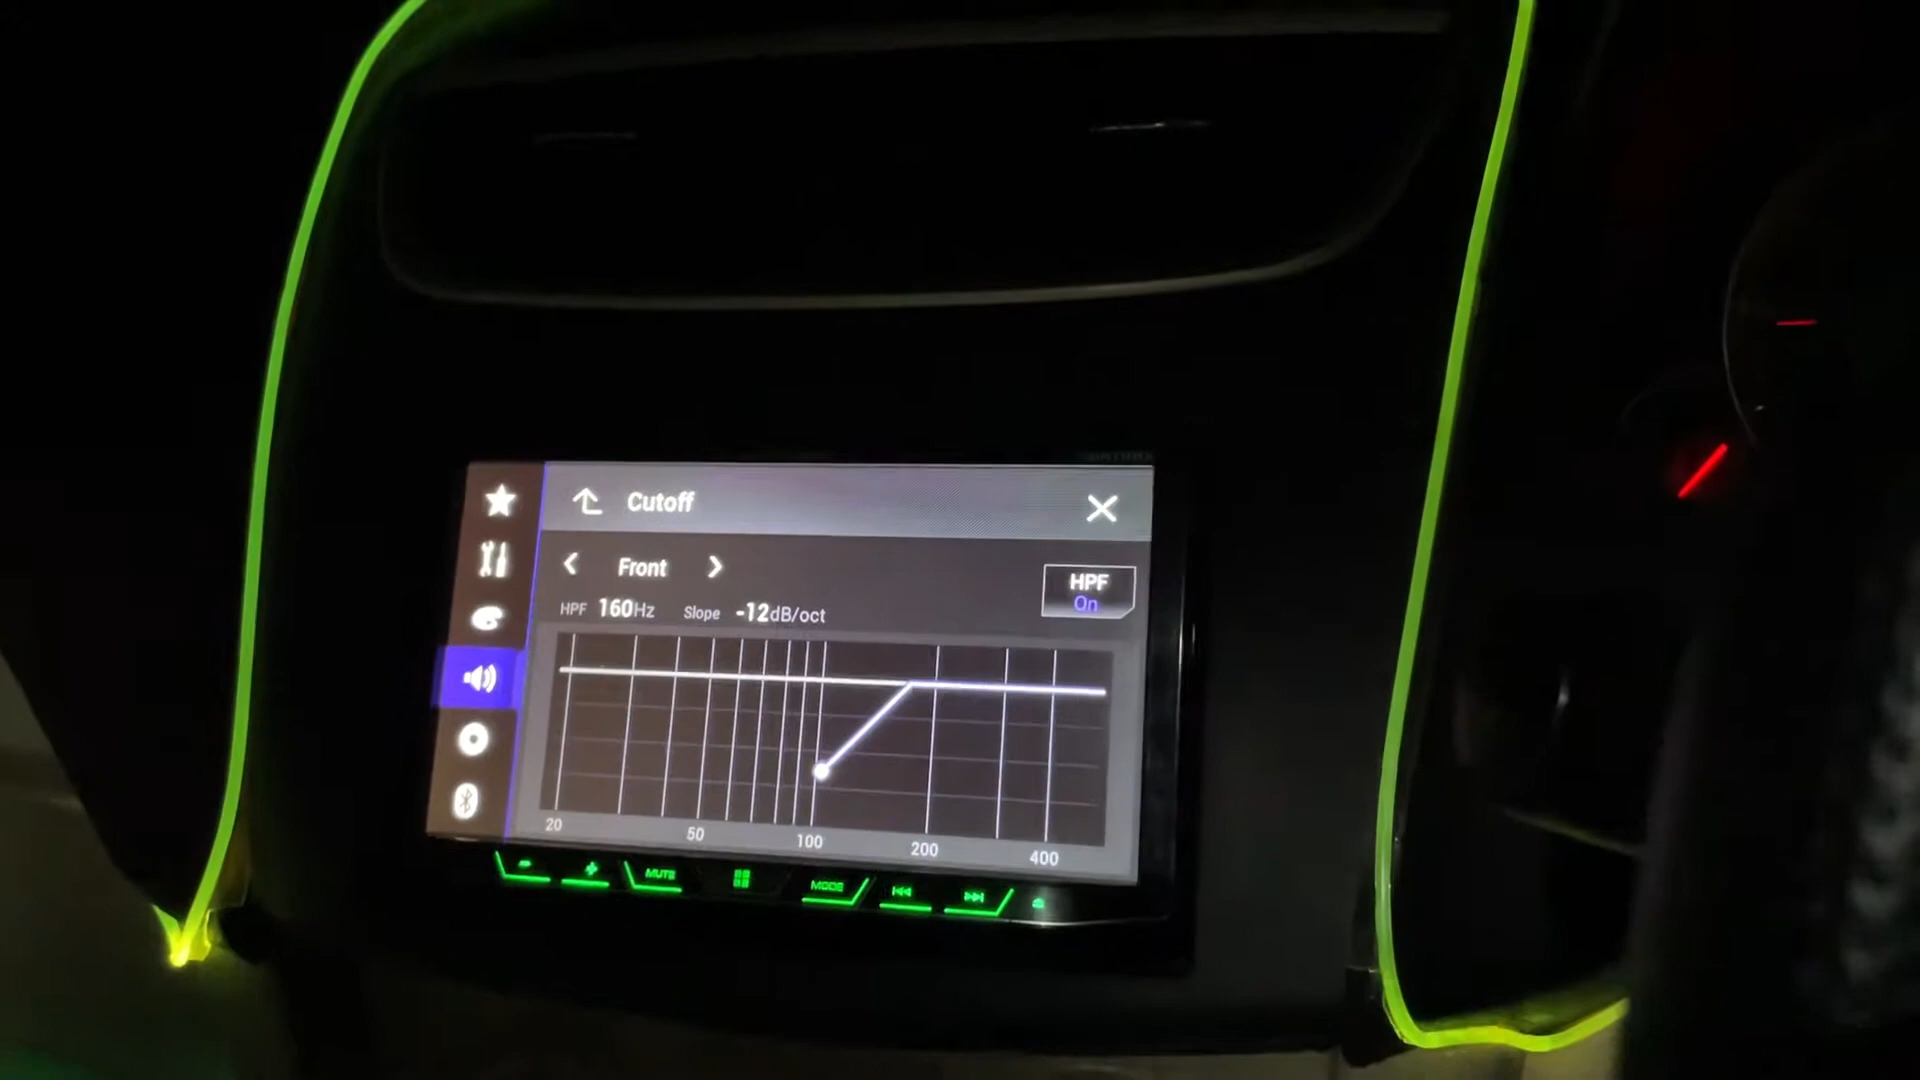 Cutoff
Front
HPF
On
HPF 160Hz Slope -12dB/oct
20 50 100 200 400
MUTE
MODE